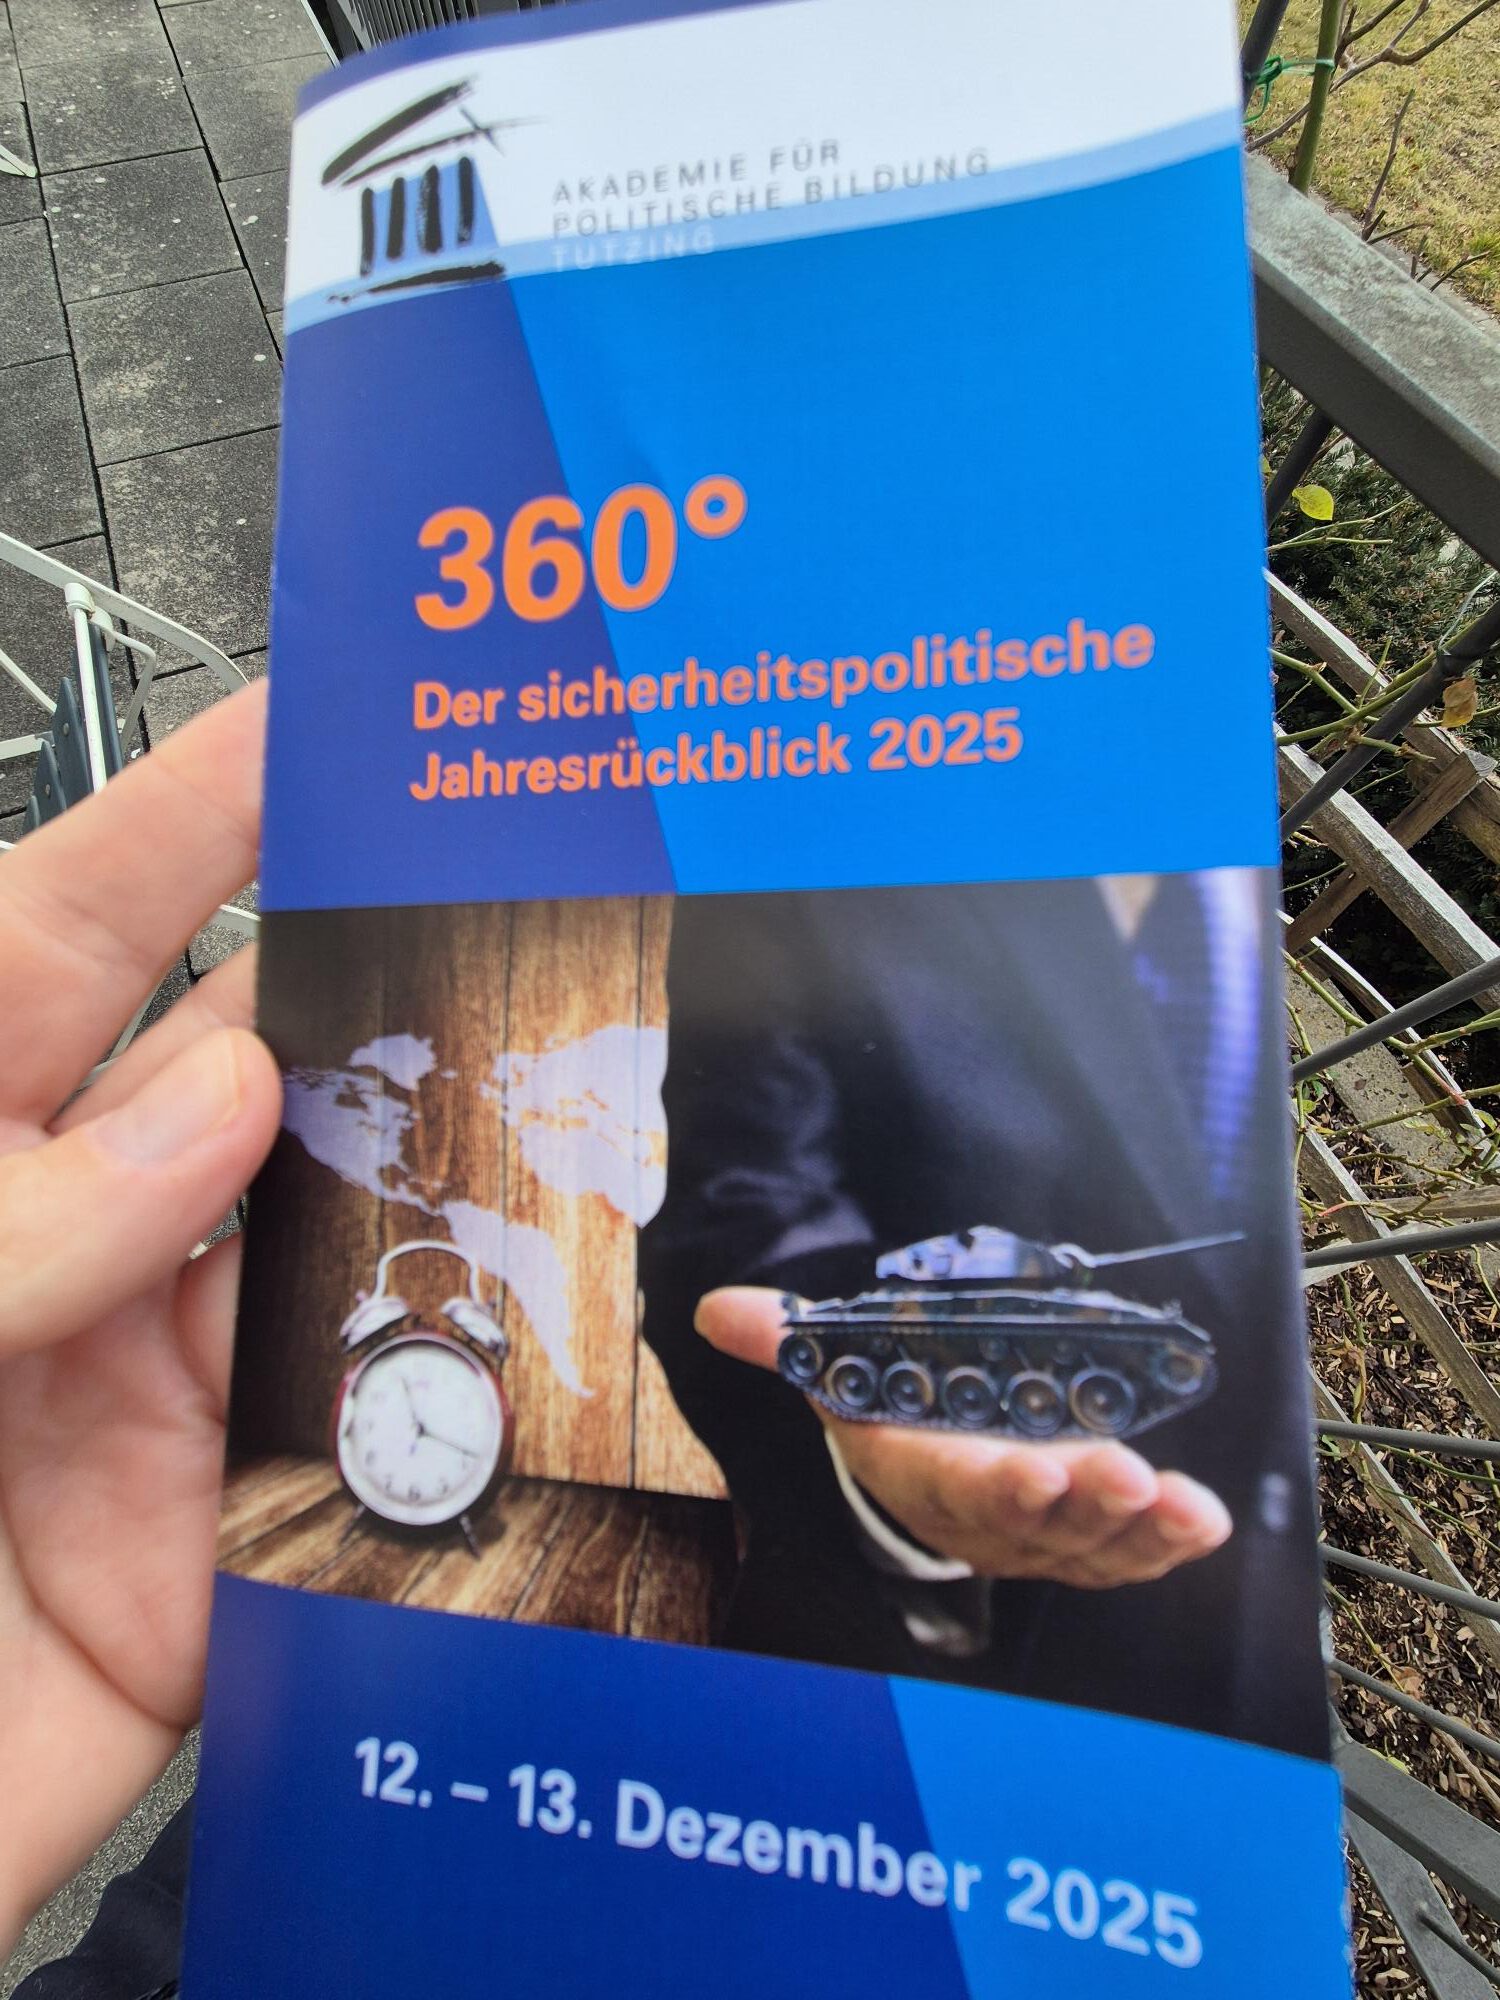 AKADEMIE FÜR
POLITISCHE BILDUNG
TUTZING
360°
Der sicherheitspolitische
Jahresrückblick 2025
12. – 13. Dezember 2025